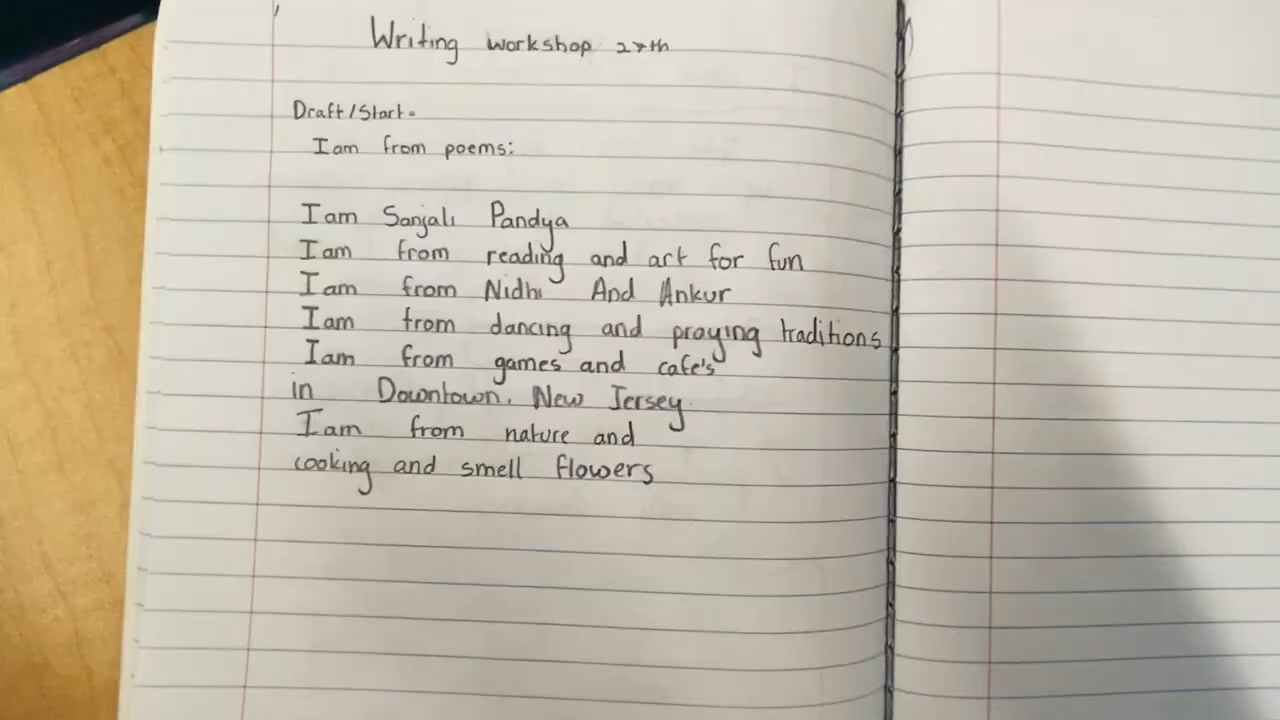 Writing workshop 27th
Draft/Start-
I am from poems:
I am Sanjali Pandya
I am from reading and art for fun
I am from Nidhi And Ankur
I am from dancing and praying traditions
I am from games and cafe's
in Downtown, New Jersey.
I am from nature and
cooking and smell flowers